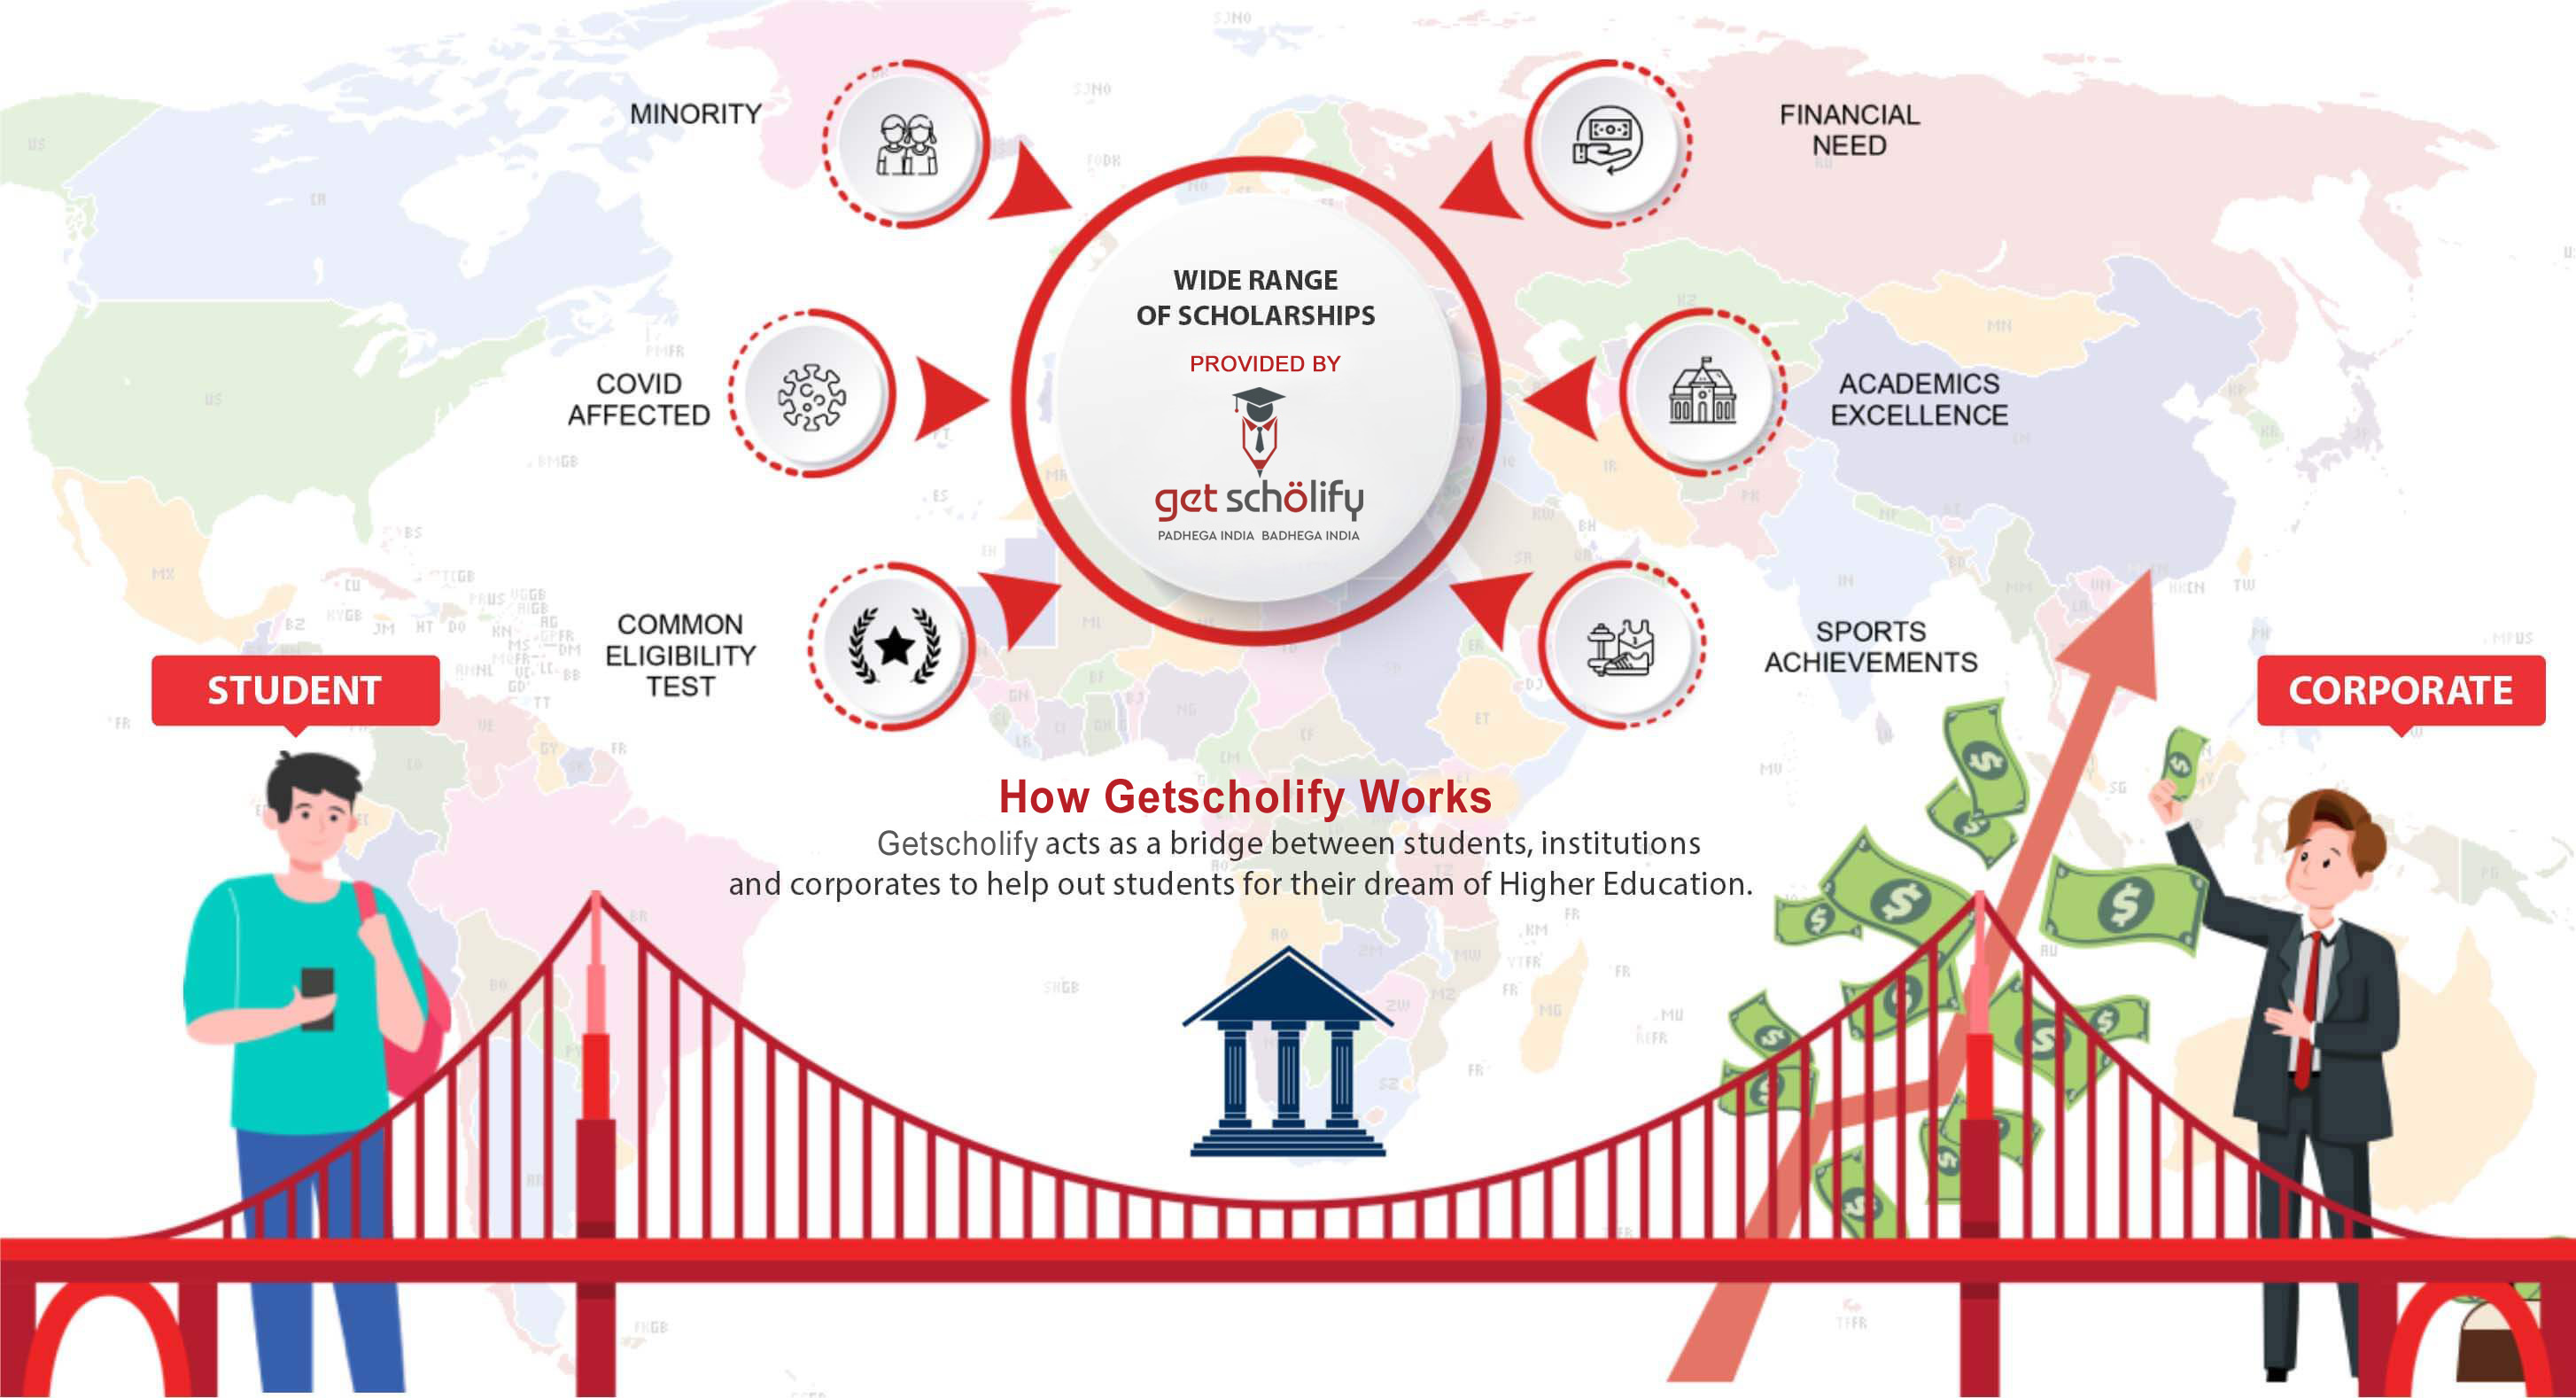 MINORITY
FINANCIAL
NEED
WIDE RANGE
OF SCHOLARSHIPS
PROVIDED BY
get schölify
PADHEGA INDIA BADHEGA INDIA
COVID
AFFECTED
ACADEMICS
EXCELLENCE
COMMON
ELIGIBILITY
TEST
SPORTS
ACHIEVEMENTS
STUDENT
CORPORATE
How Getscholify Works
Getscholify acts as a bridge between students, institutions
and corporates to help out students for their dream of Higher Education.